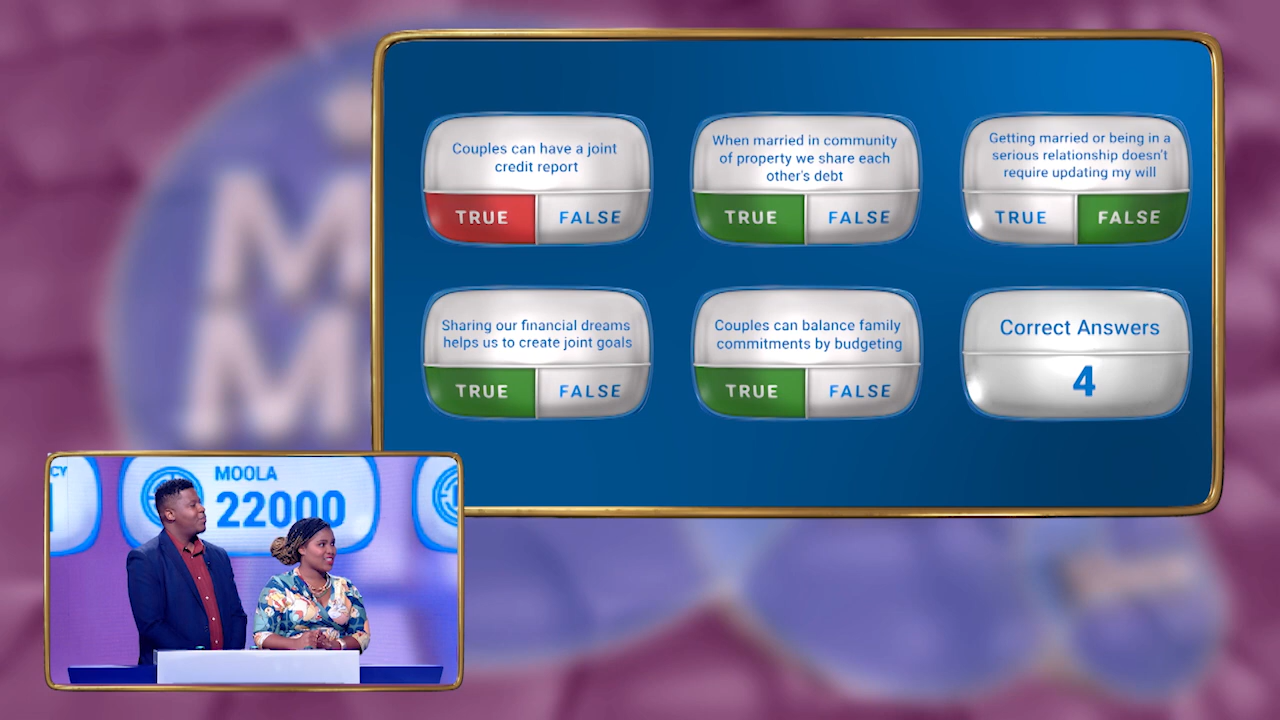 Couples can have a joint
credit report
TRUE FALSE
When married in community
of property we share each
other's debt
TRUE FALSE
Getting married or being in a
serious relationship doesn't
require updating my will
TRUE FALSE
Sharing our financial dreams
helps us to create joint goals
TRUE FALSE
Couples can balance family
commitments by budgeting
TRUE FALSE
Correct Answers
4
CY
MOOLA
22000